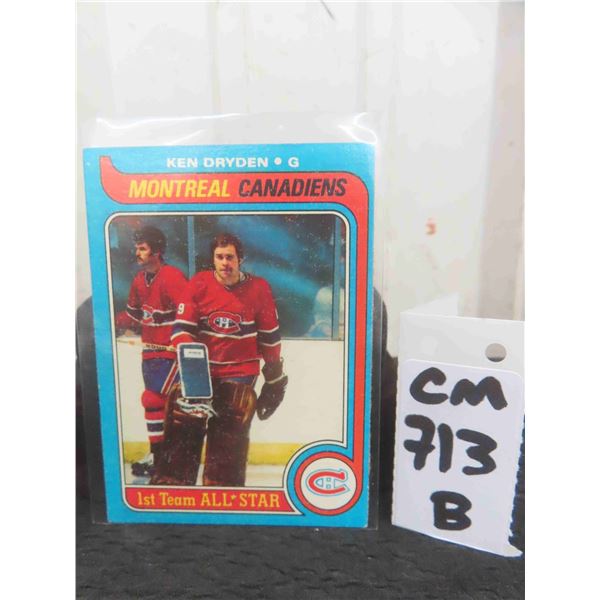 KEN DRYDEN • G
MONTREAL CANADIENS
1st Team ALL★STAR
CM
713
B